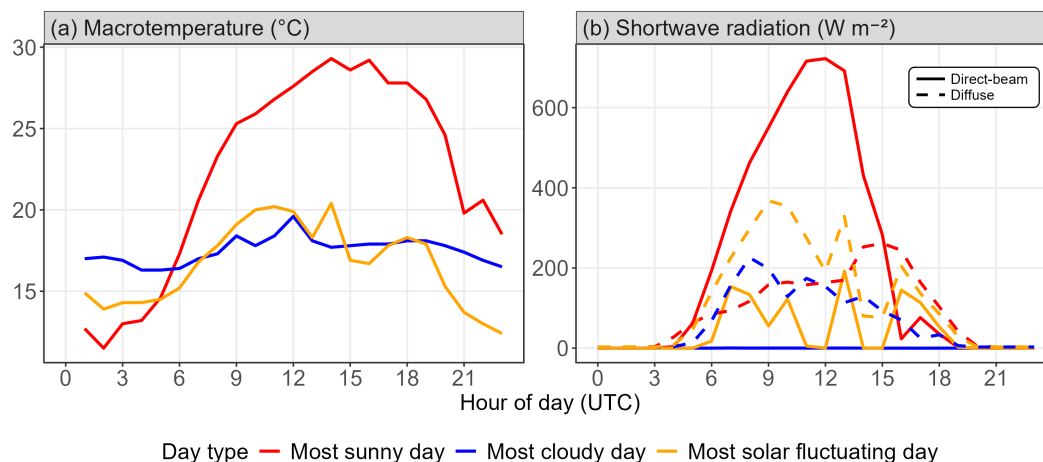 (a) Macrotemperature (°C)
(b) Shortwave radiation (W m⁻²)
30
25
20
15
0 3 6 9 12 15 18 21
Direct-beam
Diffuse
600
400
200
0
0 3 6 9 12 15 18 21
Hour of day (UTC)
Day type Most sunny day Most cloudy day Most solar fluctuating day